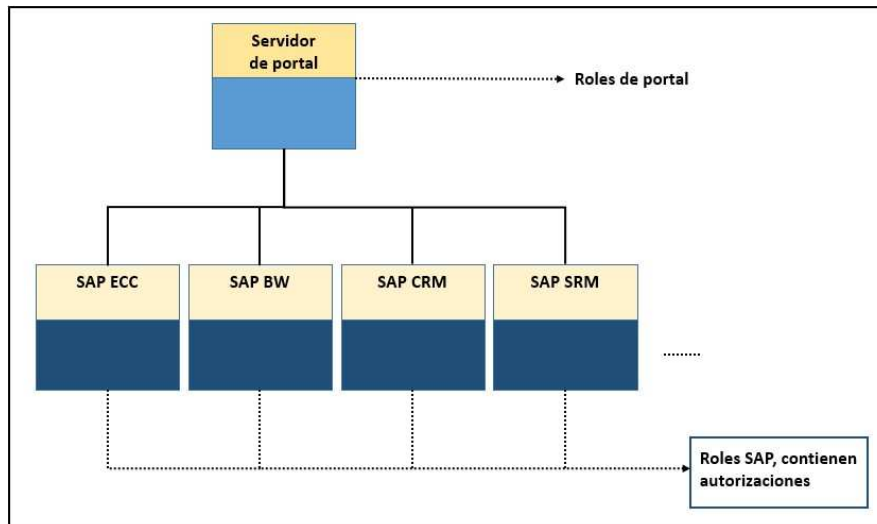 Servidor
de portal
Roles de portal
SAP ECC
SAP BW
SAP CRM
SAP SRM
Roles SAP, contienen
autorizaciones